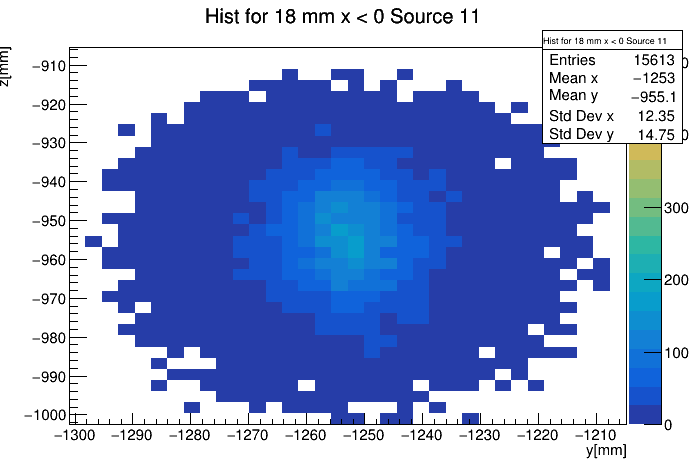 Hist for 18 mm x < 0 Source 11
Hist for 18 mm x < 0 Source 11
Entries 15613
Mean x −1253
Mean y −955.1
Std Dev x 12.35
Std Dev y 14.75
z[mm]
−910
−920
−930
−940
−950
−960
−970
−980
−990
−1000
−1300 −1290 −1280 −1270 −1260 −1250 −1240 −1230 −1220 −1210
y[mm]
0
0
300
200
100
0